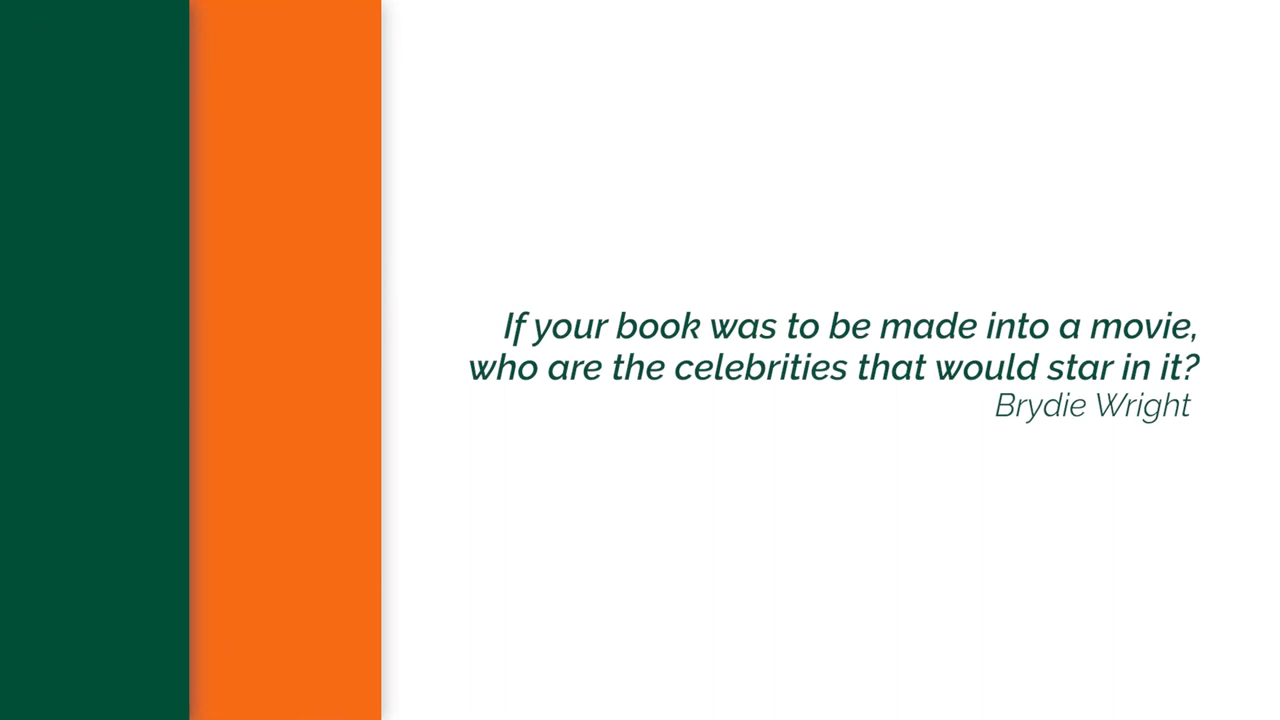 If your book was to be made into a movie,
who are the celebrities that would star in it?
Brydie Wright